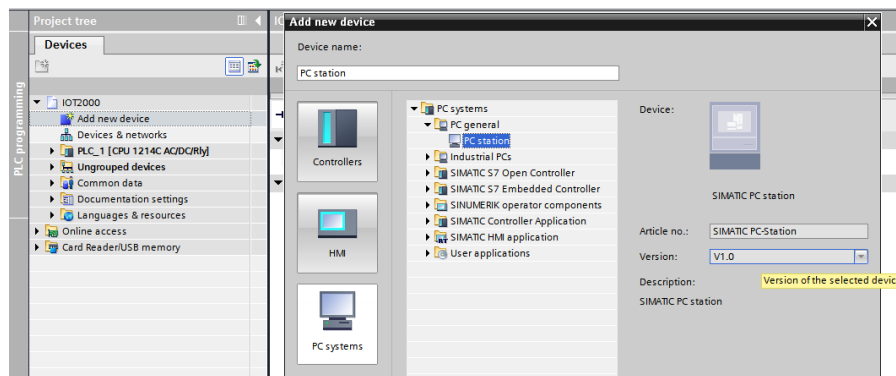 Project tree
IO
Devices
PLC programming
IOT2000
Add new device
Devices & networks
PLC_1 [CPU 1214C AC/DC/Rly]
Ungrouped devices
Common data
Documentation settings
Languages & resources
Online access
Card Reader/USB memory
Add new device
Device name:
PC station
Controllers
HMI
PC systems
PC systems
PC general
PC station
Industrial PCs
SIMATIC S7 Open Controller
SIMATIC S7 Embedded Controller
SINUMERIK operator components
SIMATIC Controller Application
SIMATIC HMI application
User applications
Device:
SIMATIC PC station
Article no.: SIMATIC PC-Station
Version: V1.0
Description:
Version of the selected devic
SIMATIC PC station